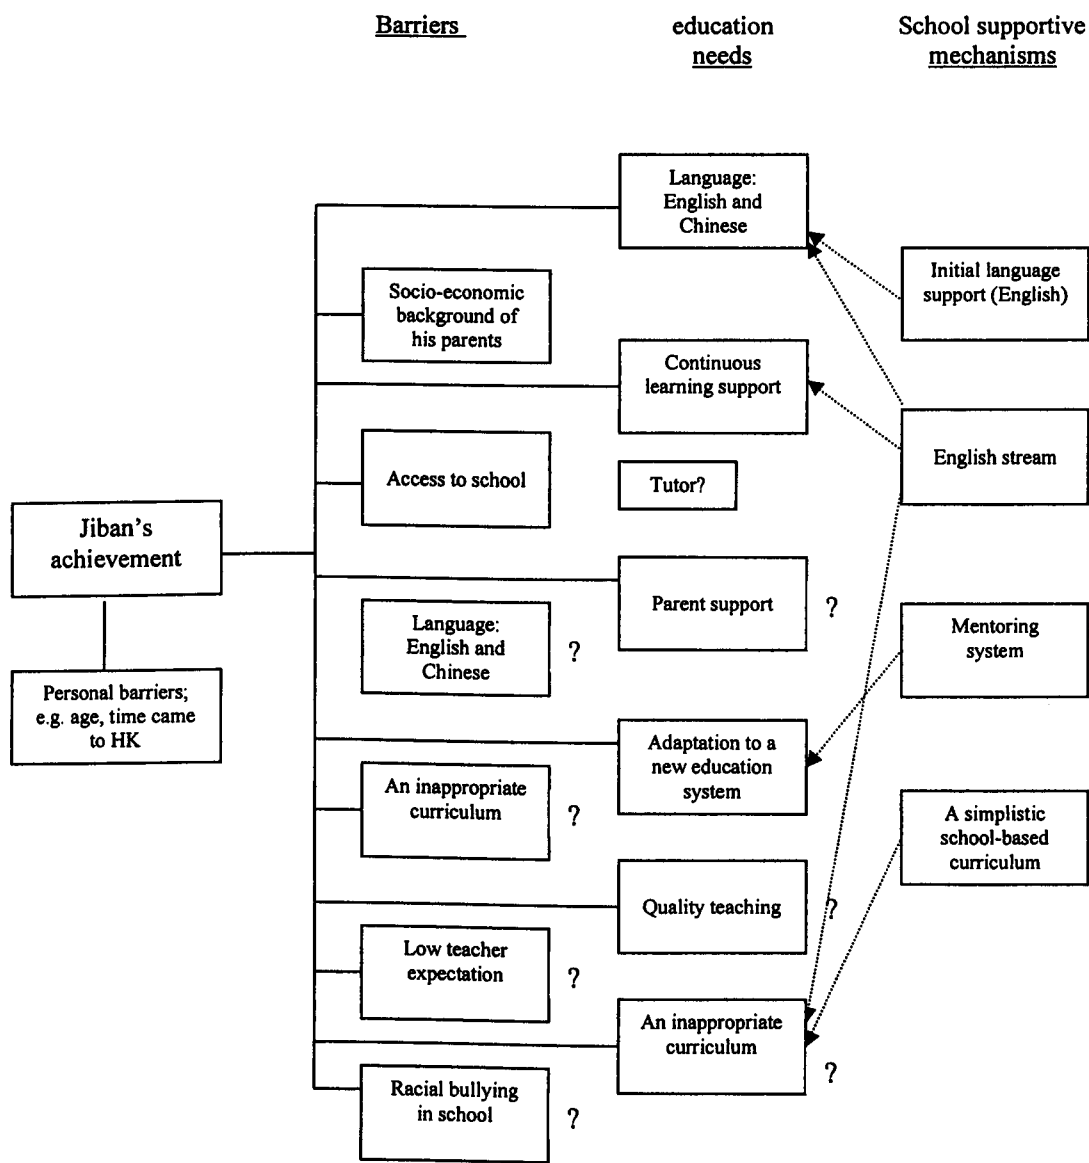 Barriers
education
needs
School supportive
mechanisms
Language:
English and
Chinese
Initial language
support (English)
Socio-economic
background of
his parents
Continuous
learning support
English stream
Access to school
Tutor?
Jiban's
achievement
Parent support
?
Mentoring
system
Language:
English and
Chinese
?
Personal barriers;
e.g. age, time came
to HK
Adaptation to a
new education
system
An inappropriate
curriculum
?
A simplistic
school-based
curriculum
Quality teaching
?
Low teacher
expectation
?
An inappropriate
curriculum
?
Racial bullying
in school
?